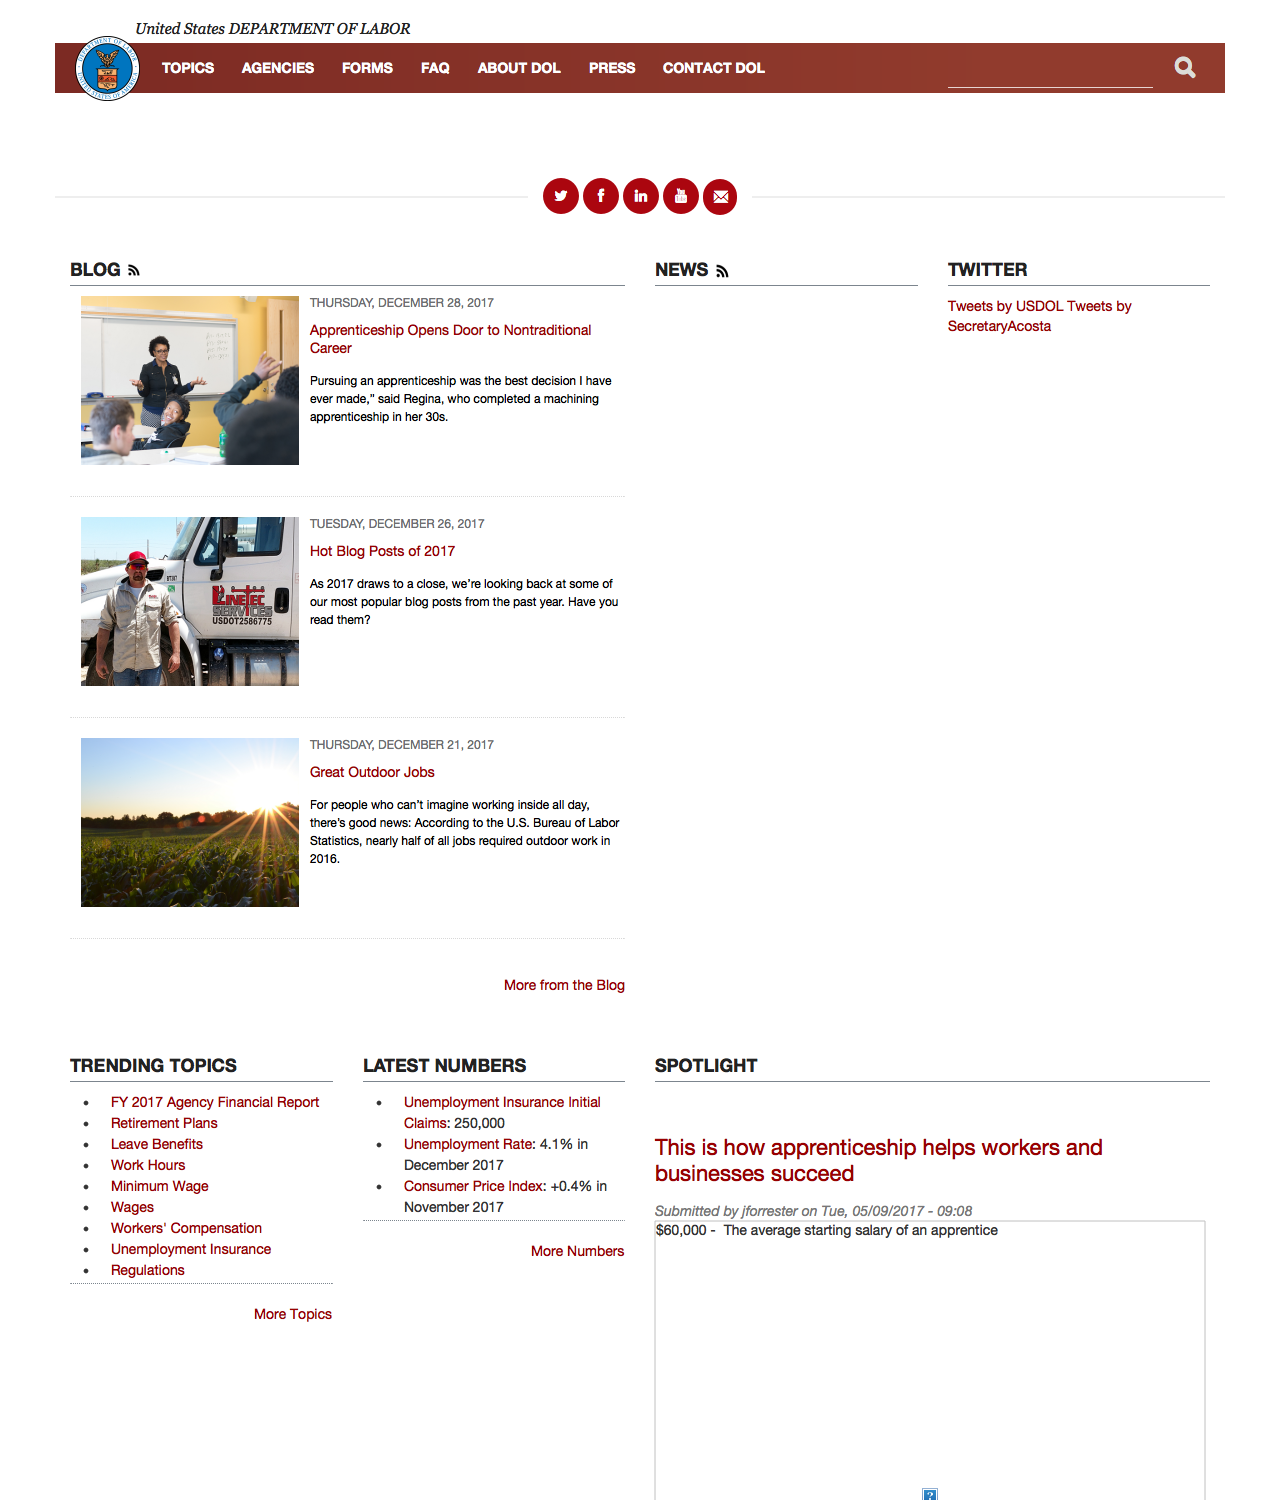 United States DEPARTMENT OF LABOR
DEPARTMENT OF LABOR
UNITED STATES OF AMERICA
TOPICS AGENCIES FORMS FAQ ABOUT DOL PRESS CONTACT DOL
BLOG
THURSDAY, DECEMBER 28, 2017
Apprenticeship Opens Door to Nontraditional
Career
Pursuing an apprenticeship was the best decision I have
ever made,” said Regina, who completed a machining
apprenticeship in her 30s.
TUESDAY, DECEMBER 26, 2017
Hot Blog Posts of 2017
As 2017 draws to a close, we’re looking back at some of
our most popular blog posts from the past year. Have you
read them?
LINETEC
SERVICES
USDOT2586775
THURSDAY, DECEMBER 21, 2017
Great Outdoor Jobs
For people who can’t imagine working inside all day,
there’s good news: According to the U.S. Bureau of Labor
Statistics, nearly half of all jobs required outdoor work in
2016.
More from the Blog
NEWS
TWITTER
Tweets by USDOL Tweets by
SecretaryAcosta
TRENDING TOPICS
• FY 2017 Agency Financial Report
• Retirement Plans
• Leave Benefits
• Work Hours
• Minimum Wage
• Wages
• Workers' Compensation
• Unemployment Insurance
• Regulations
More Topics
LATEST NUMBERS
• Unemployment Insurance Initial
Claims: 250,000
• Unemployment Rate: 4.1% in
December 2017
• Consumer Price Index: +0.4% in
November 2017
More Numbers
SPOTLIGHT
This is how apprenticeship helps workers and
businesses succeed
Submitted by jforrester on Tue, 05/09/2017 - 09:08
$60,000 - The average starting salary of an apprentice